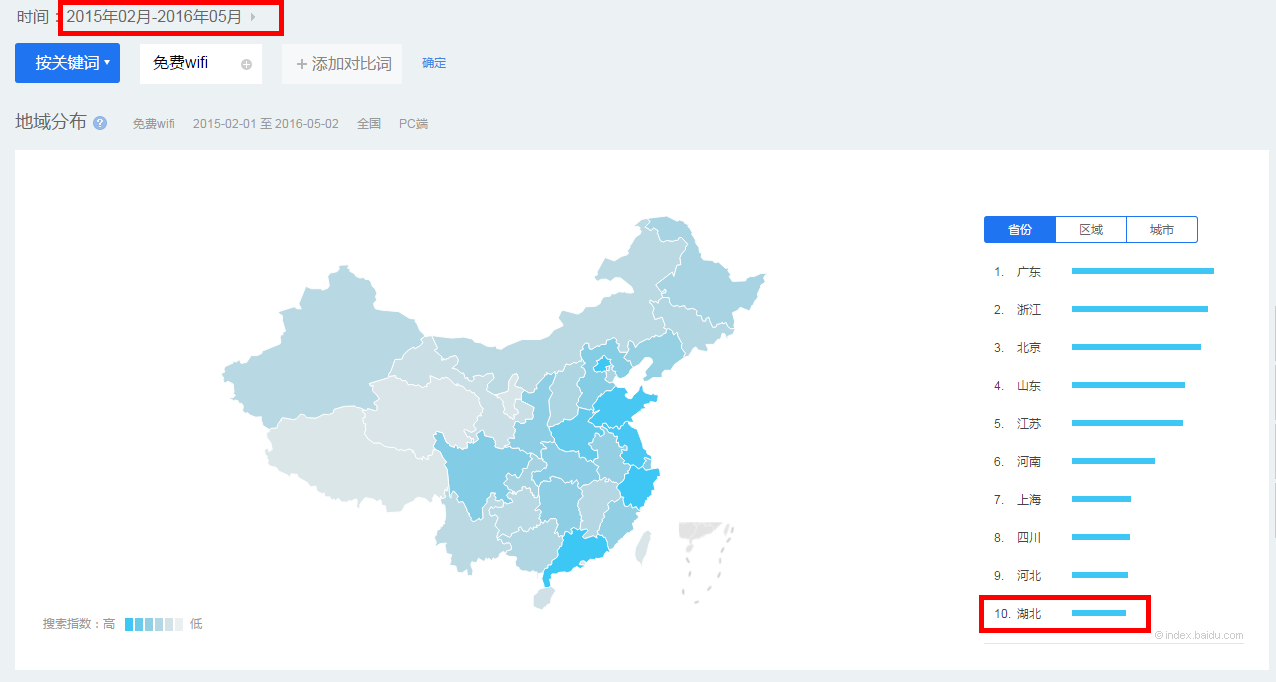 时间：2015年02月-2016年05月
按关键词 免费wifi 添加对比词 确定
地域分布 ? 免费wifi 2015-02-01 至 2016-05-02 全国 PC端
省份 区域 城市
1. 广东
2. 浙江
3. 北京
4. 山东
5. 江苏
6. 河南
7. 上海
8. 四川
9. 河北
10. 湖北
搜索指数：高 低
©index.baidu.com